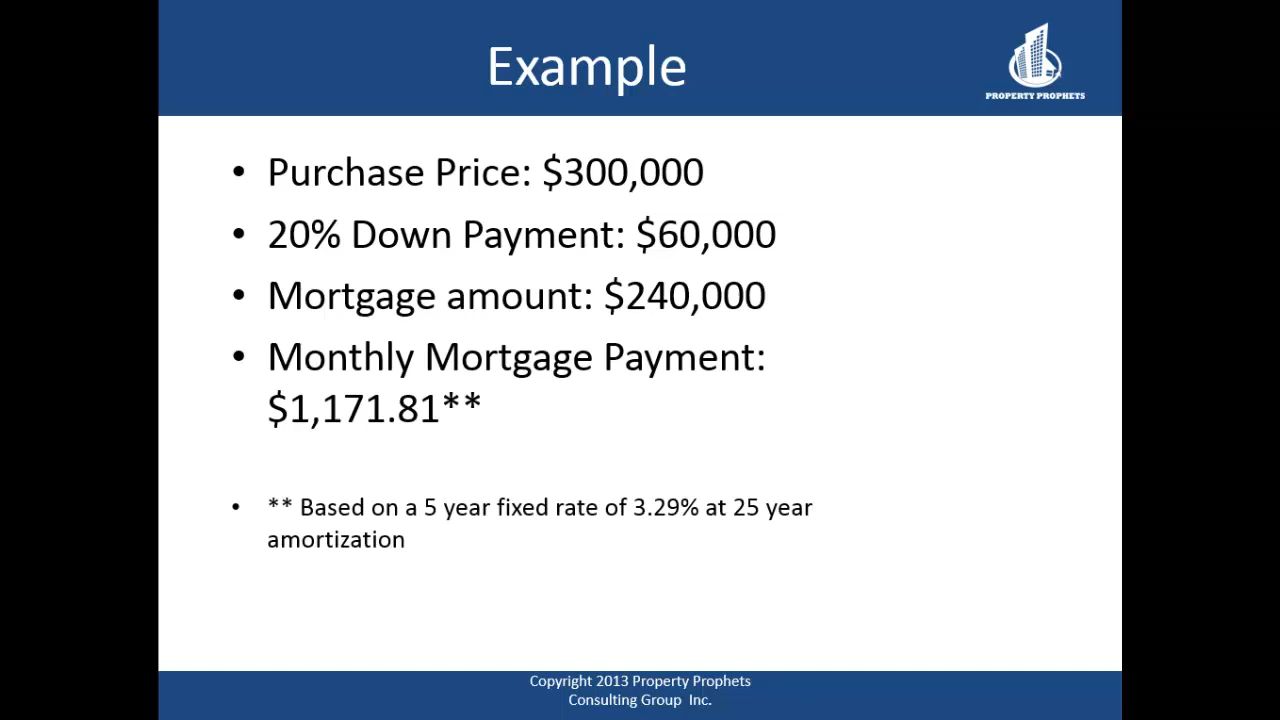 Example
PROPERTY PROPHETS
• Purchase Price: $300,000
• 20% Down Payment: $60,000
• Mortgage amount: $240,000
• Monthly Mortgage Payment:
$1,171.81**
• ** Based on a 5 year fixed rate of 3.29% at 25 year
amortization
Copyright 2013 Property Prophets
Consulting Group Inc.